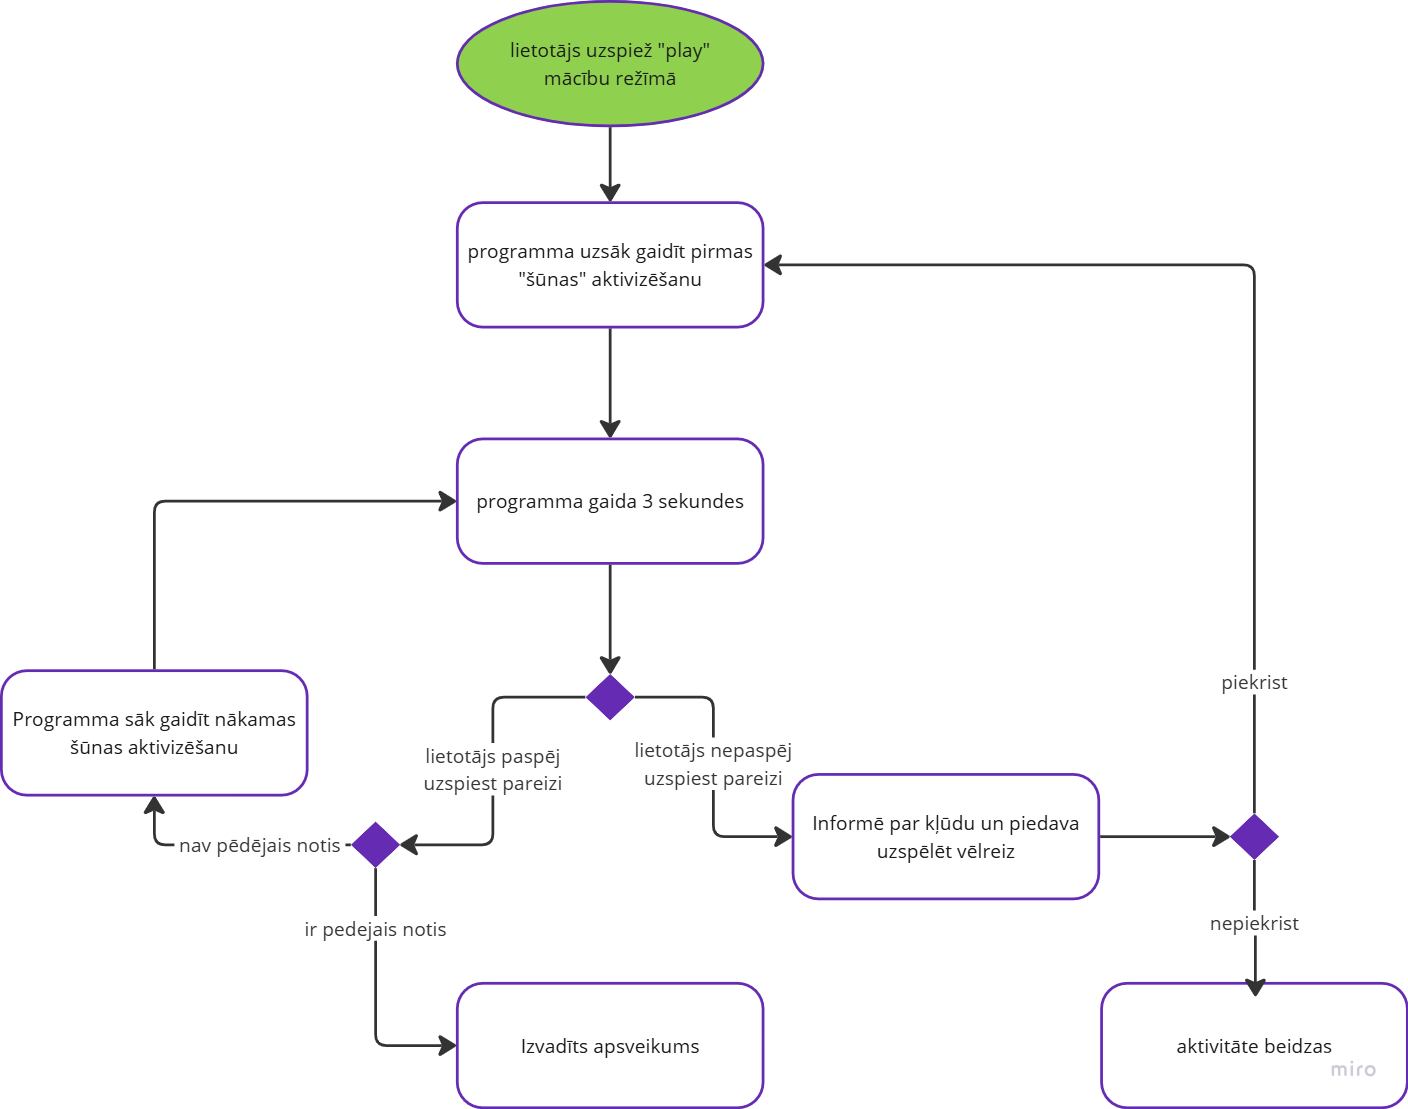 lietotājs uzspiež "play"
mācību režīmā
programma uzsāk gaidīt pirmas
"šūnas" aktivizēšanu
programma gaida 3 sekundes
Programma sāk gaidīt nākamas
šūnas aktivizēšanu
lietotājs paspēj
uzspiest pareizi
lietotājs nepaspēj
uzspiest pareizi
piekrist
Informē par kļūdu un piedava
uzspēlēt vēlreiz
nav pēdējais notis
ir pedejais notis
nepiekrist
Izvadīts apsveikums
aktivitāte beidzas
miro